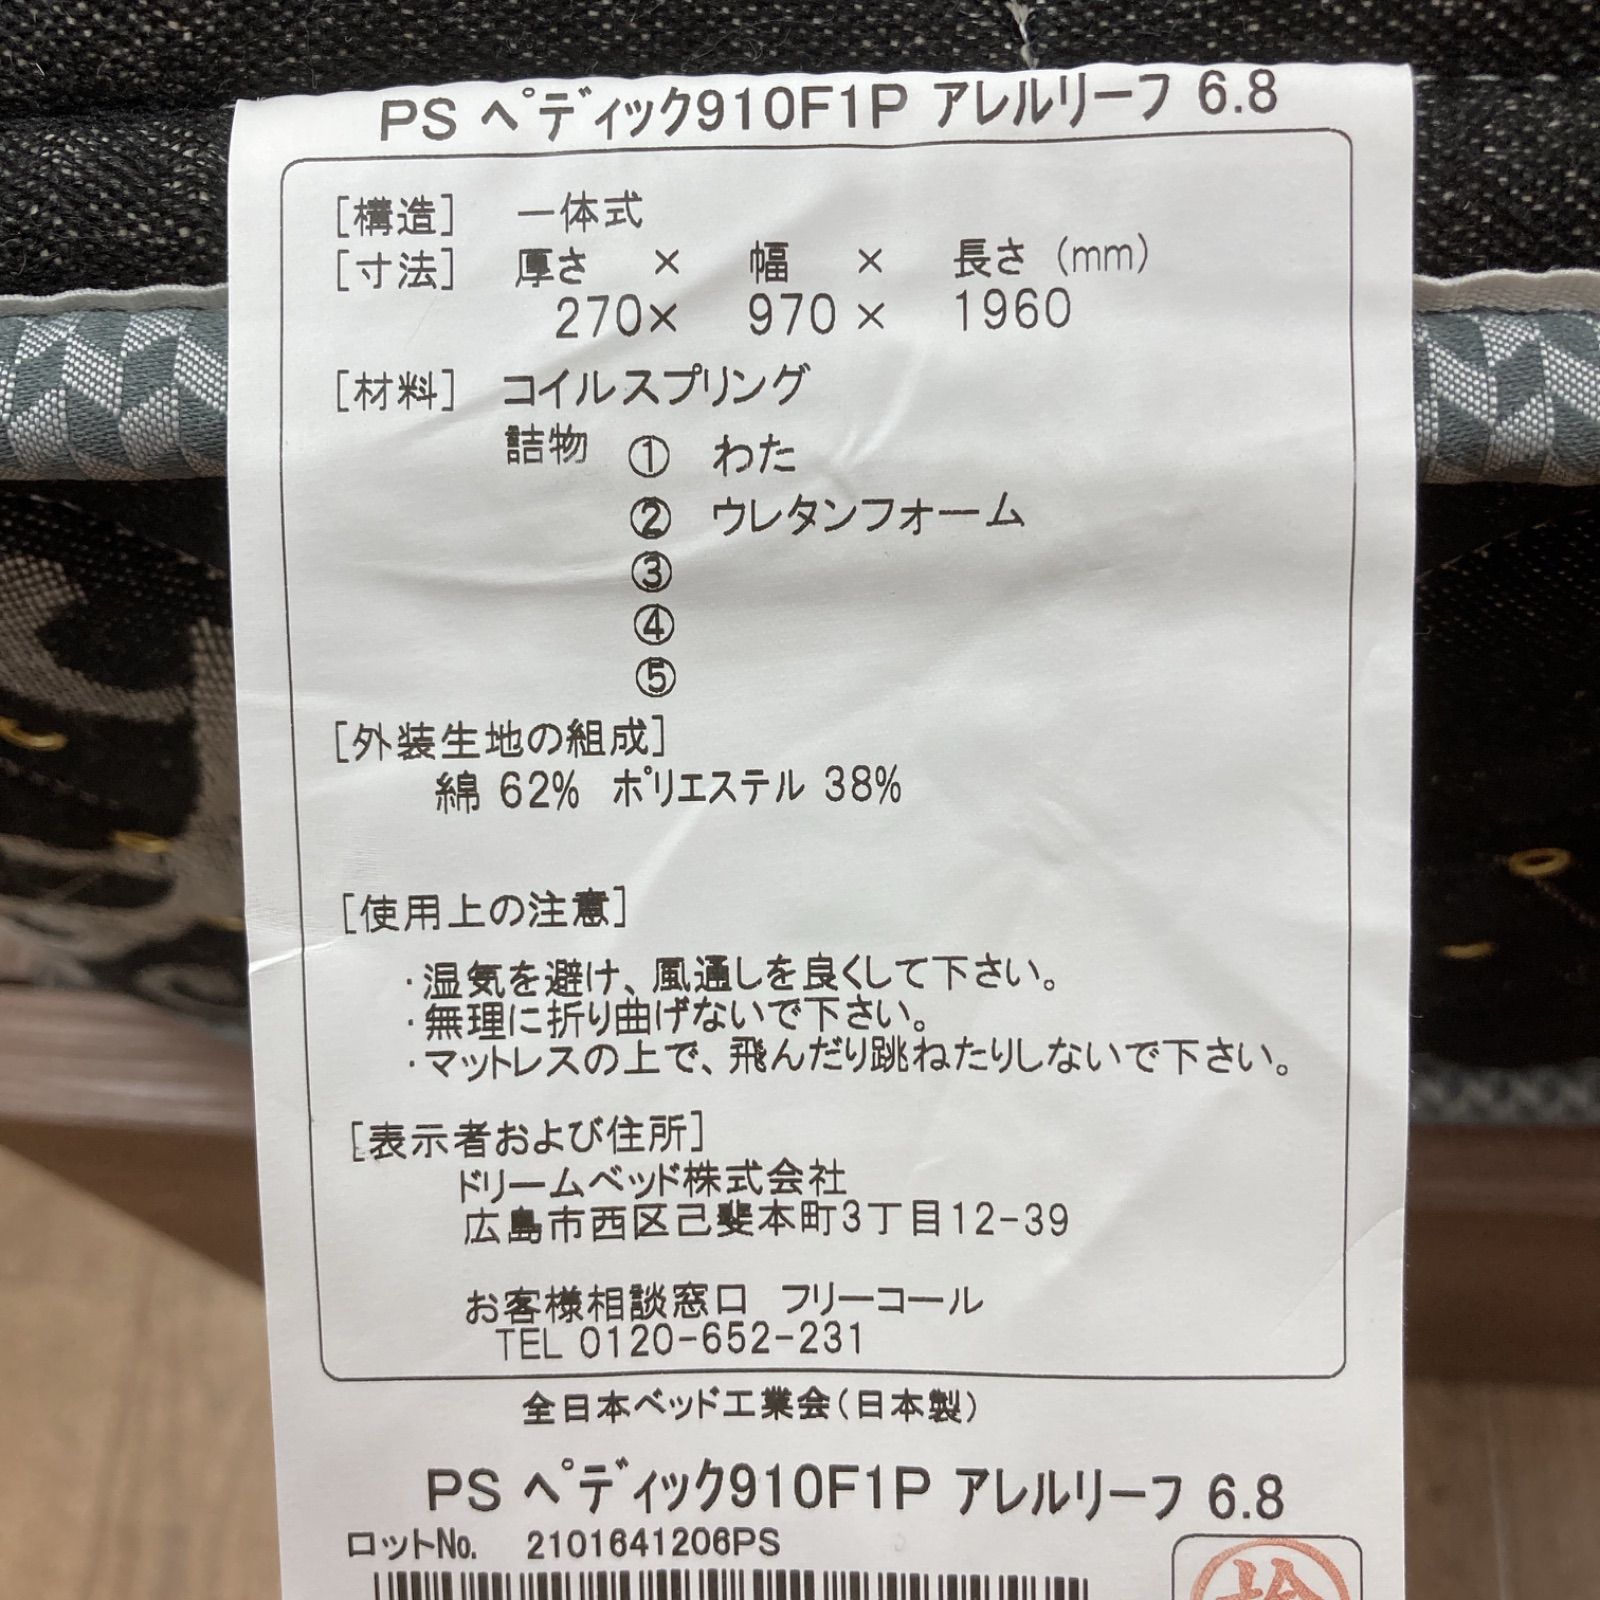 PS ペディック910F1P アレルリーフ 6.8
[構造] 一体式
[寸法] 厚さ × 幅 × 長さ (mm)
270× 970 × 1960
[材料] コイルスプリング
詰物 ① わた
② ウレタンフォーム
③
④
⑤
[外装生地の組成]
綿 62% ポリエステル 38%
[使用上の注意]
・湿気を避け、風通しを良くして下さい。
・無理に折り曲げないで下さい。
・マットレスの上で、飛んだり跳ねたりしないで下さい。
[表示者および住所]
ドリームベッド株式会社
広島市西区己斐本町3丁目12-39
お客様相談窓口 フリーコール
TEL 0120-652-231
全日本ベッド工業会(日本製)
PS ペディック910F1P アレルリーフ 6.8
ロットNo. 2101641206PS